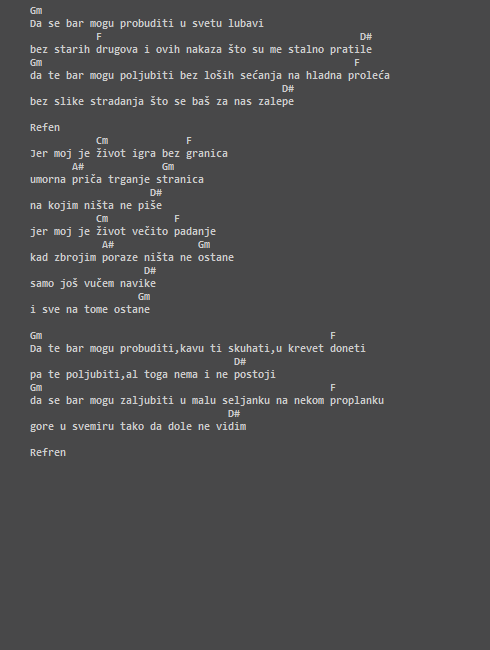 Gm
Da se bar mogu probuditi u svetu lubavi
F D#
bez starih drugova i ovih nakaza što su me stalno pratile
Gm F
da te bar mogu poljubiti bez loših sećanja na hladna proleća
D#
bez slike stradanja što se baš za nas zalepe
Refen
Cm F
Jer moj je život igra bez granica
A# Gm
umorna priča trganje stranica
D#
na kojim ništa ne piše
Cm F
jer moj je život večito padanje
A# Gm
kad zbrojim poraze ništa ne ostane
D#
samo još vučem navike
Gm
i sve na tome ostane
Gm F
Da te bar mogu probuditi,kavu ti skuhati,u krevet doneti
D#
pa te poljubiti,al toga nema i ne postoji
Gm F
da se bar mogu zaljubiti u malu seljanku na nekom proplanku
D#
gore u svemiru tako da dole ne vidim
Refren